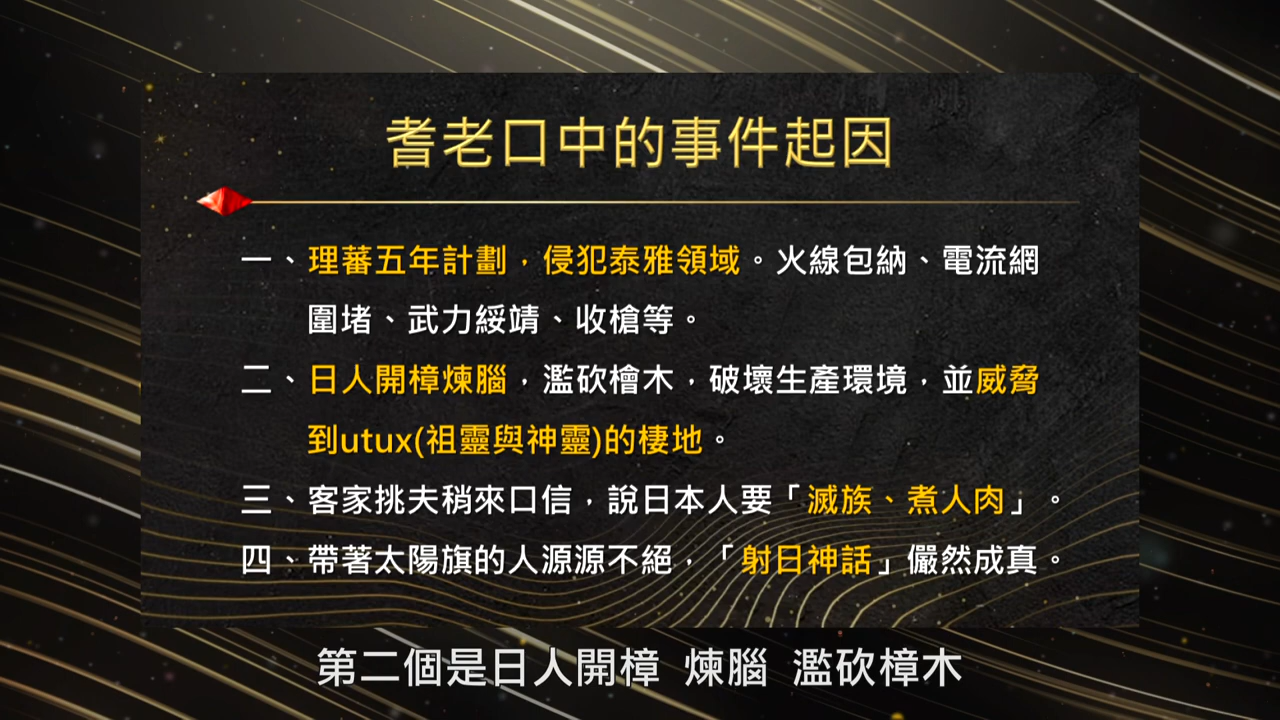 耆老口中的事件起因
一、理蕃五年計劃，侵犯泰雅領域。火線包納、電流網
圍堵、武力綏靖、收槍等。
二、日人開樟煉腦，濫砍檜木，破壞生產環境，並威脅
到utux(祖靈與神靈)的棲地。
三、客家挑夫稍來口信，說日本人要「滅族、煮人肉」。
四、帶著太陽旗的人源源不絕，「射日神話」儼然成真。
第二個是日人開樟 煉腦 濫砍樟木